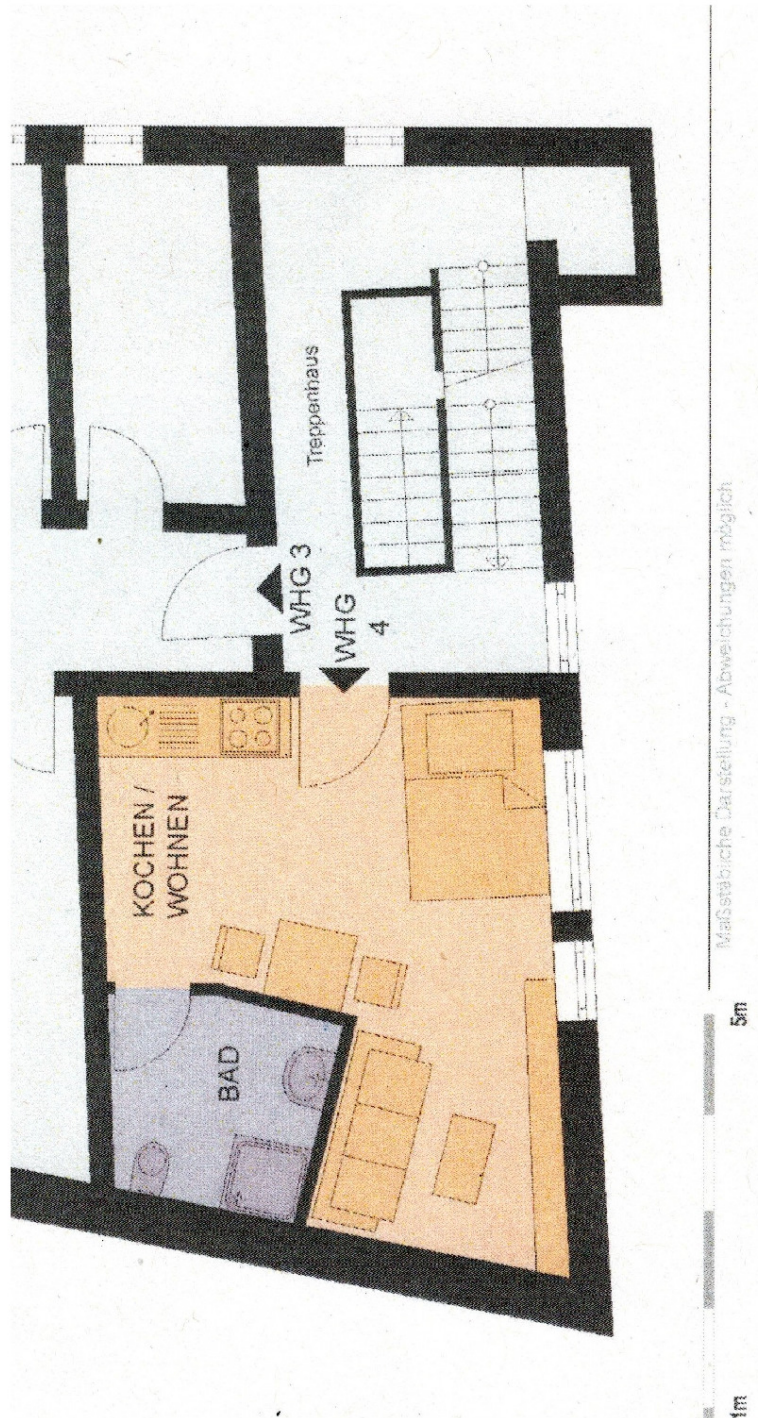 Treppenhaus
WHG 3
WHG
4
KOCHEN /
WOHNEN
BAD
Maßstäbliche Darstellung - Abweichungen möglich
1m
5m